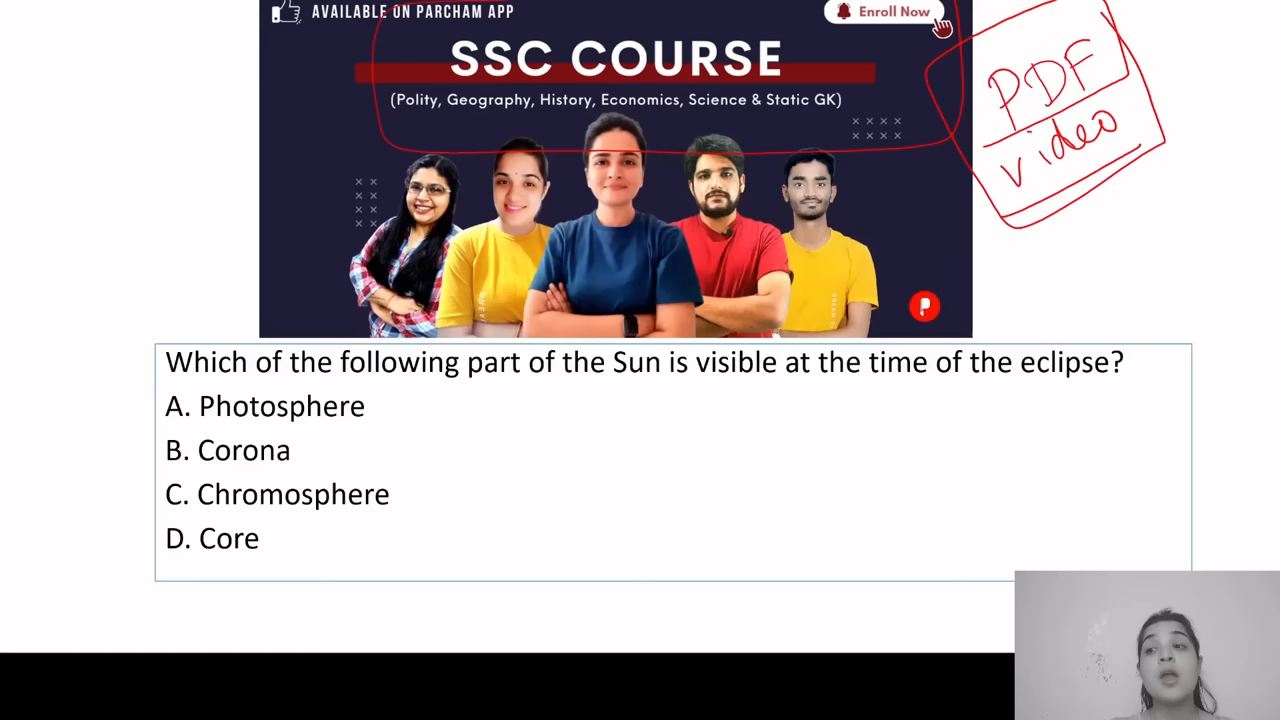 AVAILABLE ON PARCHAM APP
Enroll Now
SSC COURSE
(Polity, Geography, History, Economics, Science & Static GK)
PDF
video
P
Which of the following part of the Sun is visible at the time of the eclipse?
A. Photosphere
B. Corona
C. Chromosphere
D. Core